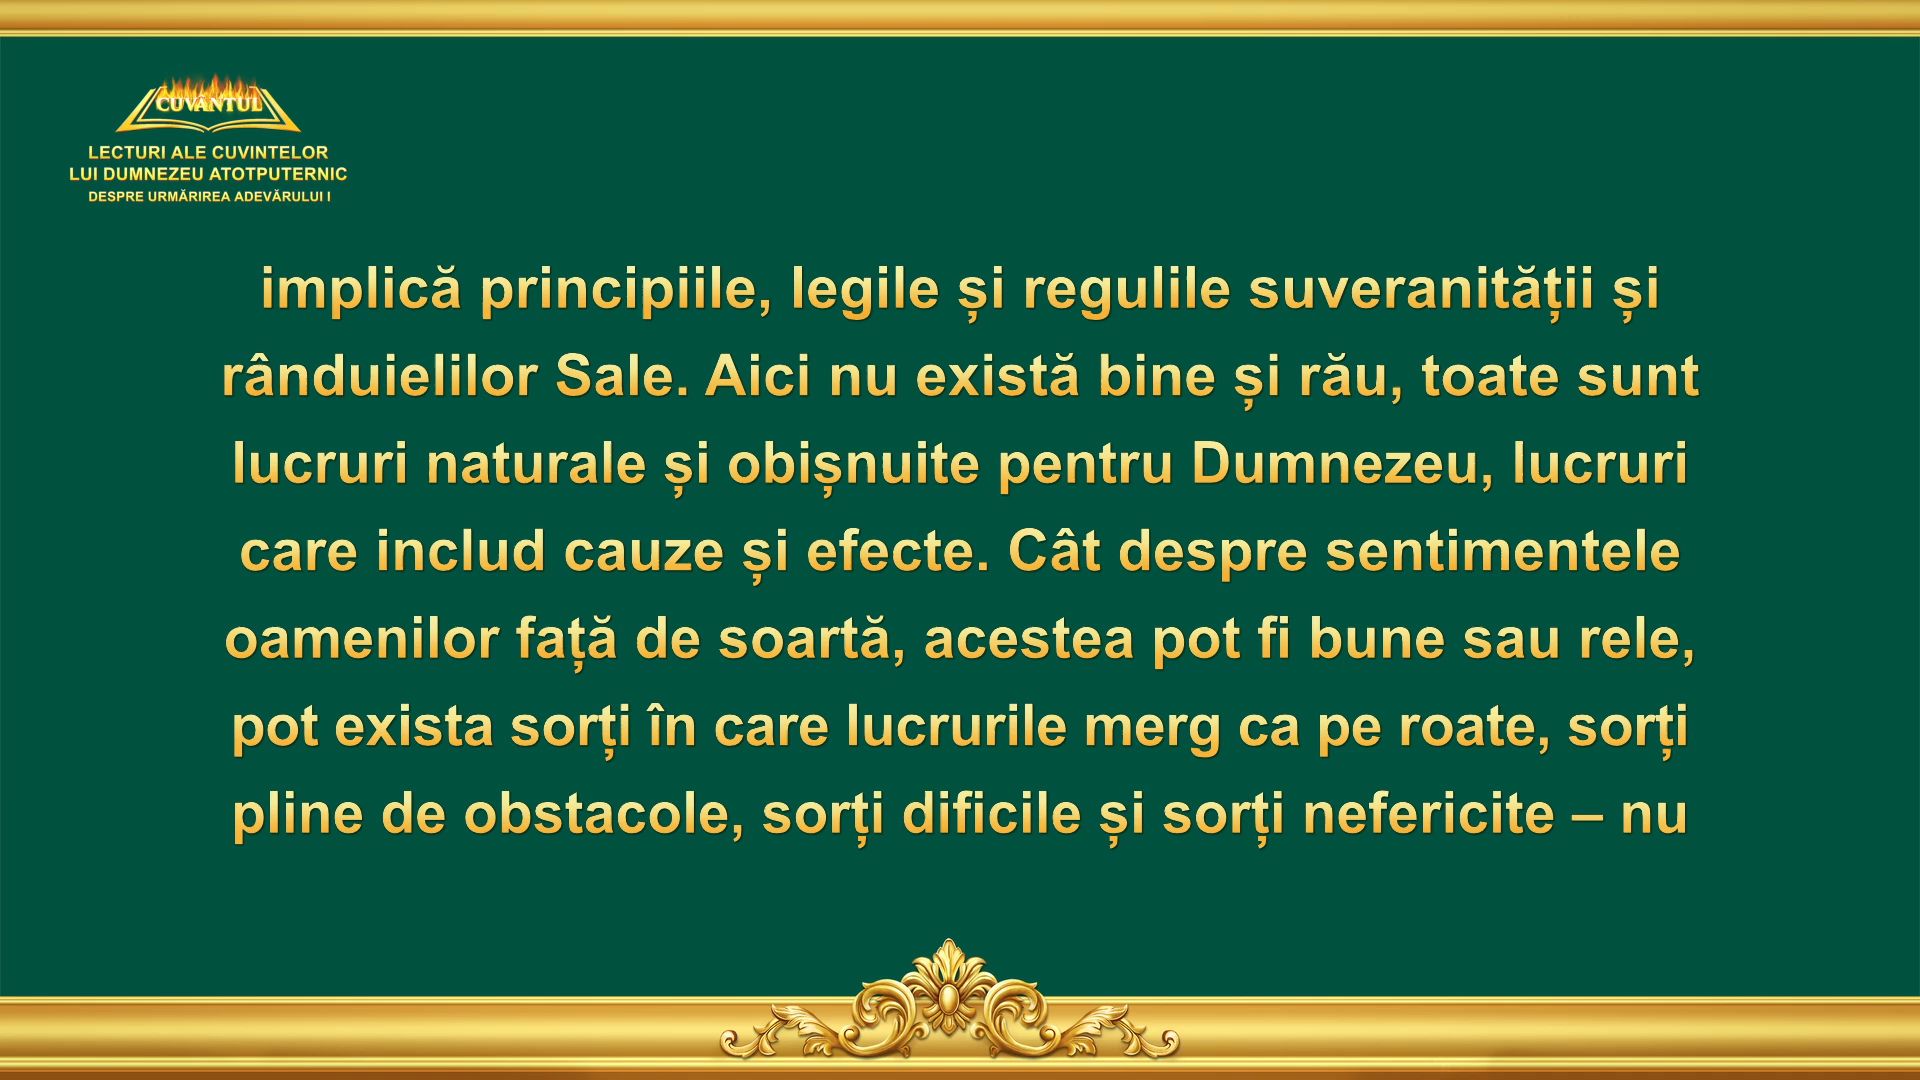 CUVÂNTUL
LECTURI ALE CUVINTELOR
LUI DUMNEZEU ATOTPUTERNIC
DESPRE URMĂRIREA ADEVĂRULUI I
implică principiile, legile și regulile suveranității și
rânduielilor Sale. Aici nu există bine și rău, toate sunt
lucruri naturale și obișnuite pentru Dumnezeu, lucruri
care includ cauze și efecte. Cât despre sentimentele
oamenilor față de soartă, acestea pot fi bune sau rele,
pot exista sorți în care lucrurile merg ca pe roate, sorți
pline de obstacole, sorți dificile și sorți nefericite – nu